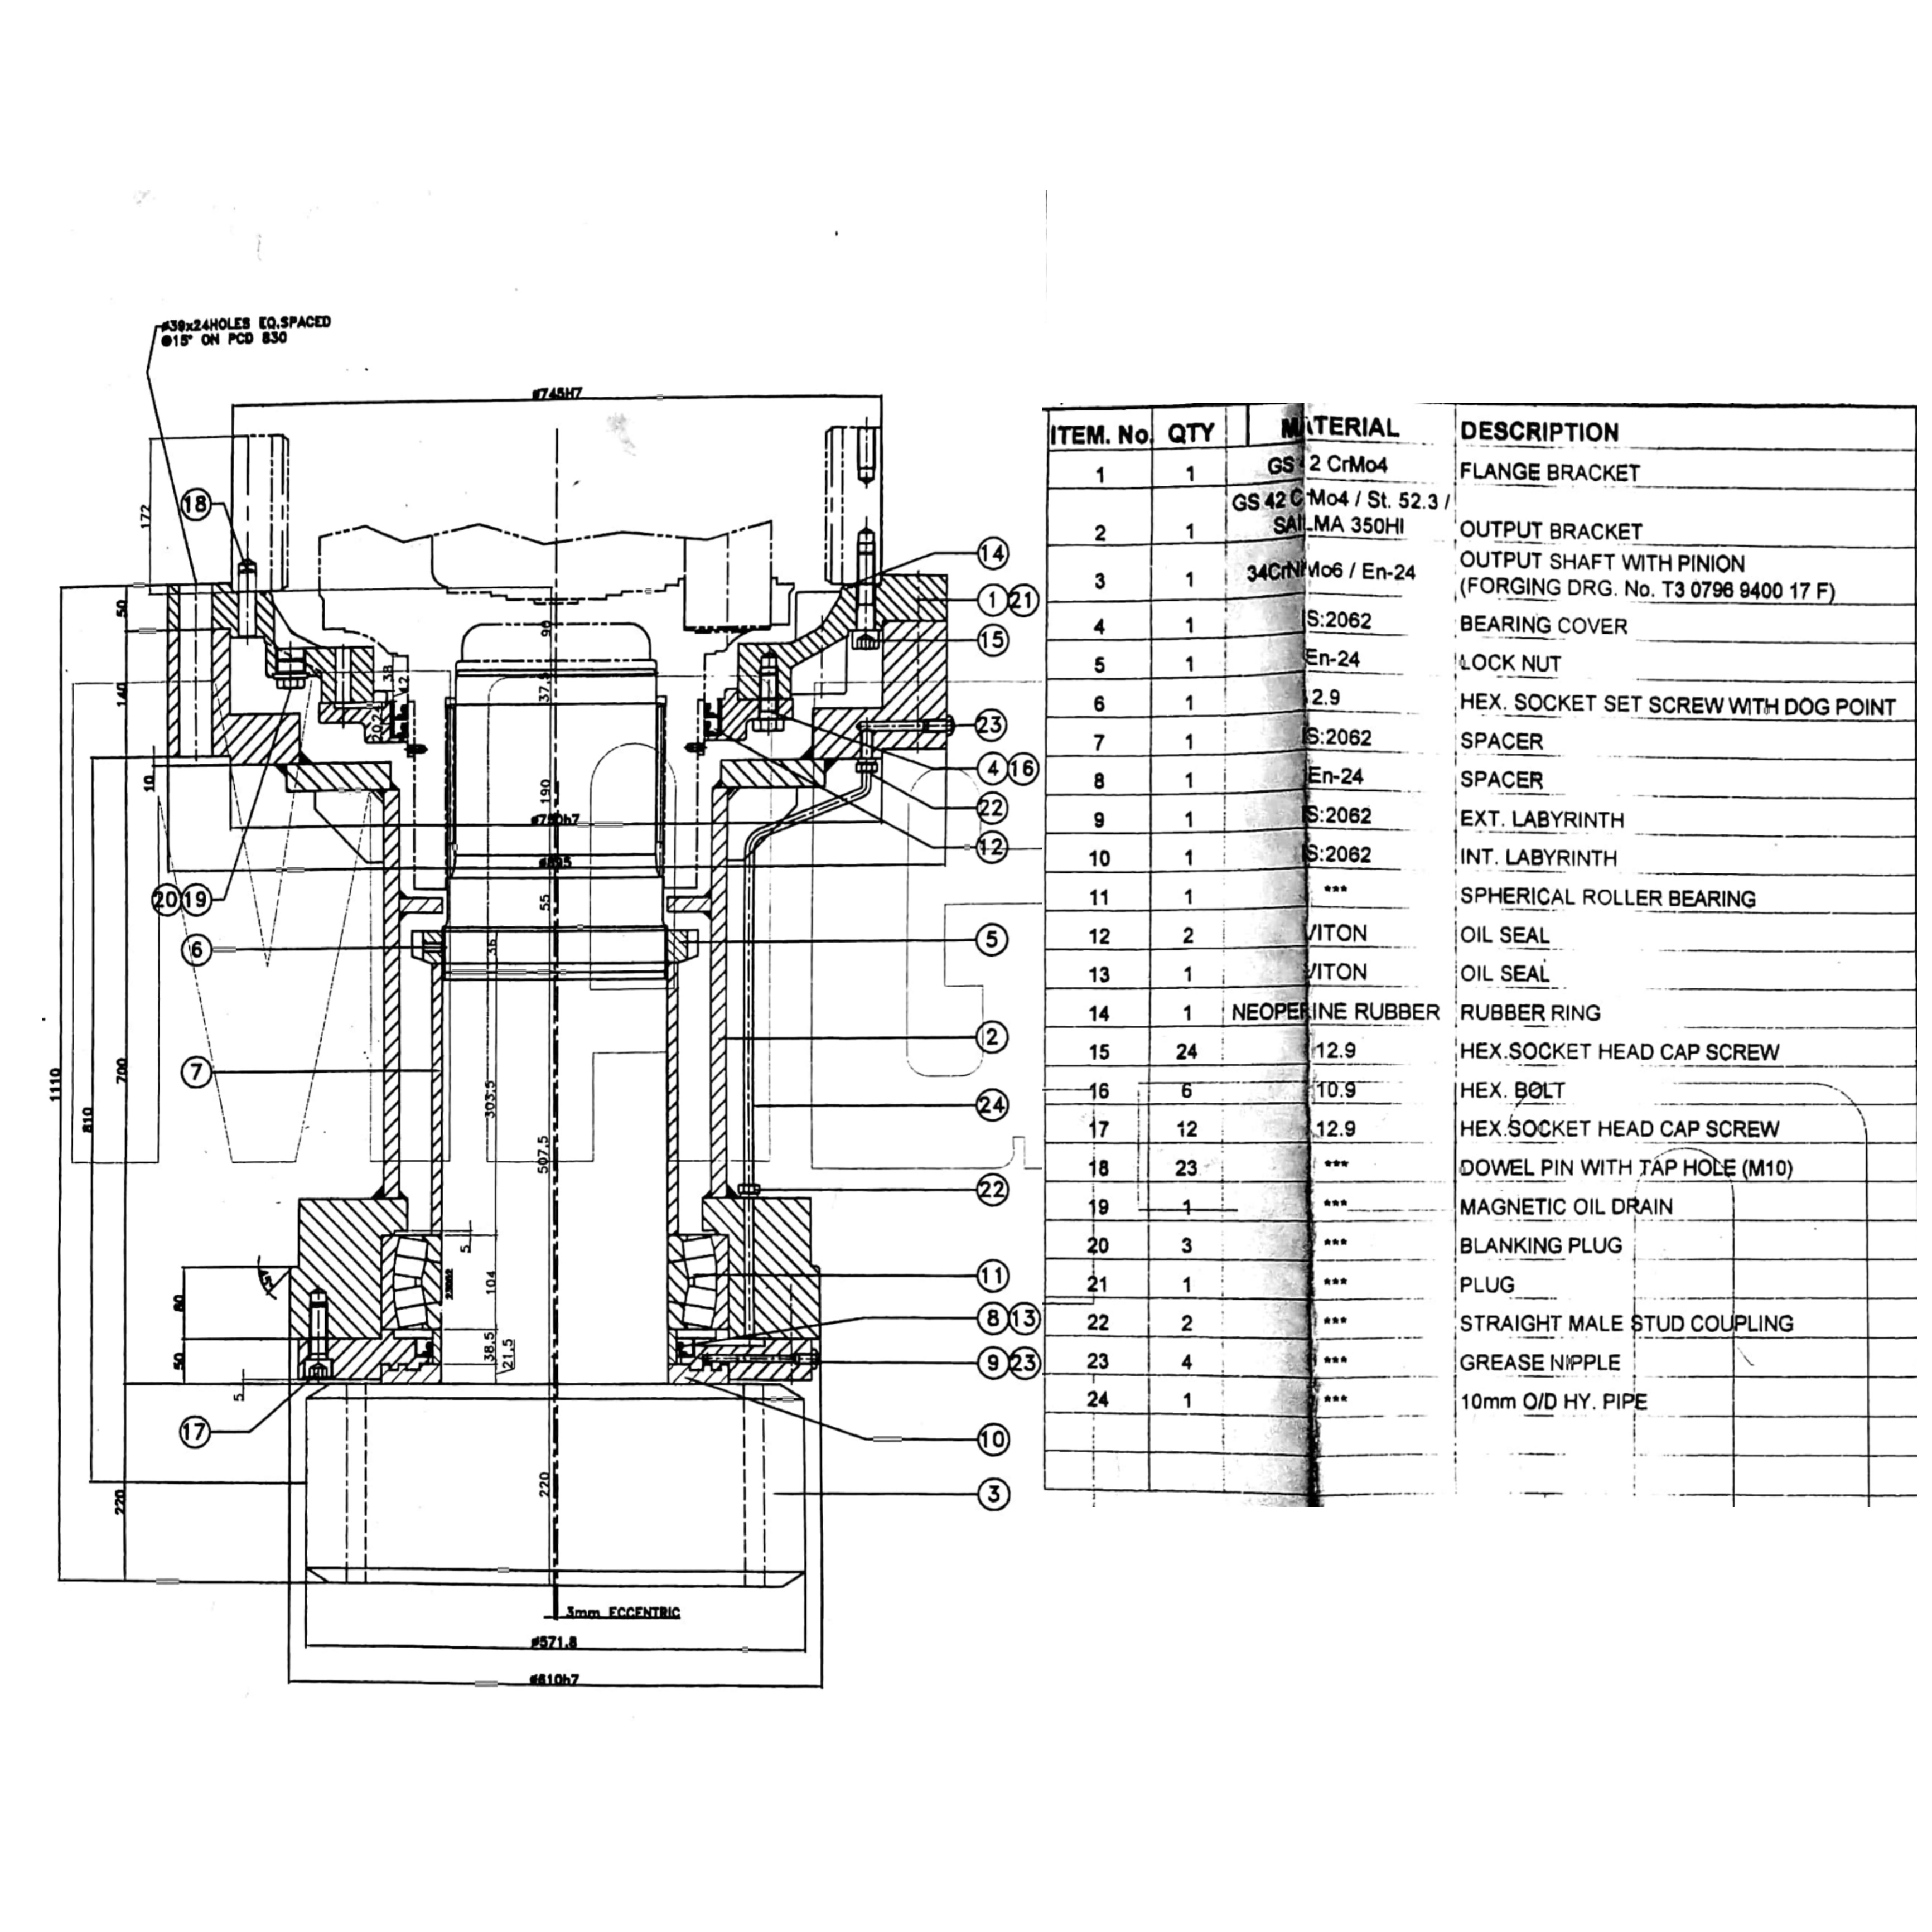 ø39x24HOLES EQ.SPACED
@15° ON PCD 830
ø745H7
172
18
14
50
1 21
15
90
38
37,5
140
20
24
23
4 16
10
190
22
ø750h7
12
ø895
20 19
55
6
36
5
2
7
1110
700
810
303,5
24
507,5
22
5
45°
11
104
80
8 13
38,5
21,5
50
9 23
5
17
10
220
220
3
3mm ECCENTRIC
ø571.8
ø610h7
ITEM. No. QTY MATERIAL DESCRIPTION
1 1 GS 42 CrMo4 FLANGE BRACKET
GS 42 CrMo4 / St. 52.3 /
2 1 SAILMA 350HI OUTPUT BRACKET
OUTPUT SHAFT WITH PINION
3 1 34CrNiMo6 / En-24
(FORGING DRG. No. T3 0796 9400 17 F)
4 1 S:2062 BEARING COVER
5 1 En-24 LOCK NUT
6 1 2.9 HEX. SOCKET SET SCREW WITH DOG POINT
7 1 S:2062 SPACER
8 1 En-24 SPACER
9 1 S:2062 EXT. LABYRINTH
10 1 S:2062 INT. LABYRINTH
11 1 *** SPHERICAL ROLLER BEARING
12 2 VITON OIL SEAL
13 1 VITON OIL SEAL
14 1 NEOPERINE RUBBER RUBBER RING
15 24 12.9 HEX.SOCKET HEAD CAP SCREW
16 6 10.9 HEX. BOLT
17 12 12.9 HEX.SOCKET HEAD CAP SCREW
18 23 *** DOWEL PIN WITH TAP HOLE (M10)
19 1 *** MAGNETIC OIL DRAIN
20 3 *** BLANKING PLUG
21 1 *** PLUG
22 2 *** STRAIGHT MALE STUD COUPLING
23 4 *** GREASE NIPPLE
24 1 *** 10mm O/D HY. PIPE